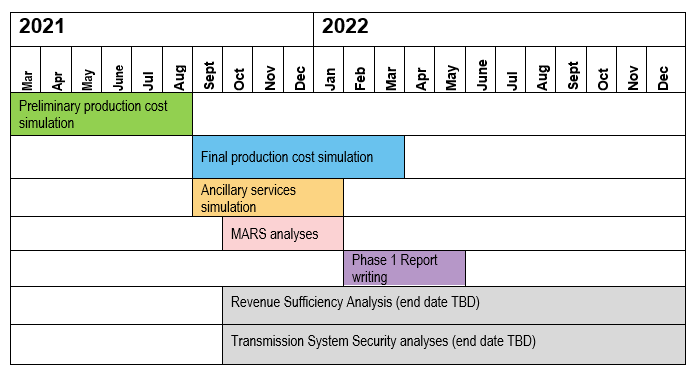 2021 2022
Mar Apr May June Jul Aug Sept Oct Nov Dec Jan Feb Mar Apr May June Jul Aug Sept Oct Nov Dec
Preliminary production cost
simulation
Final production cost simulation
Ancillary services
simulation
MARS analyses
Phase 1 Report
writing
Revenue Sufficiency Analysis (end date TBD)
Transmission System Security analyses (end date TBD)